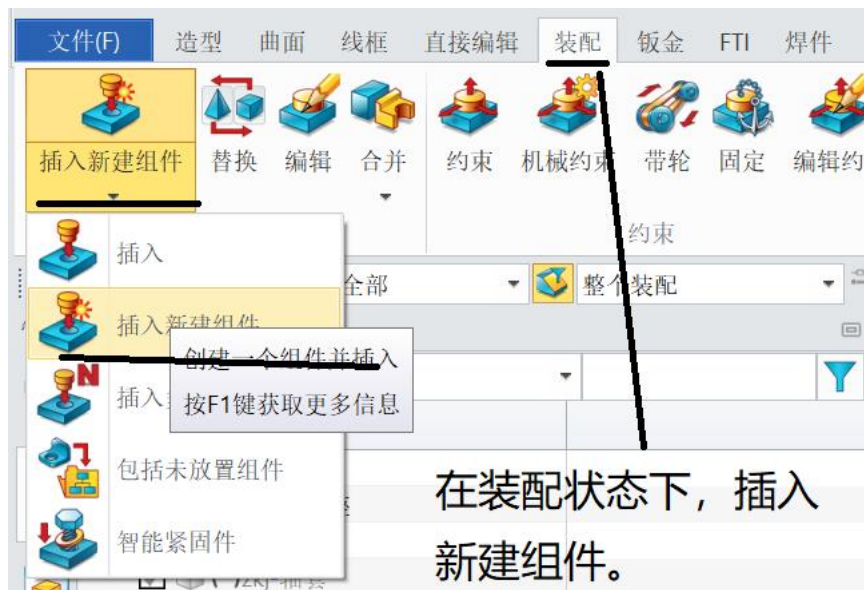 文件(F) 造型 曲面 线框 直接编辑 装配 钣金 FTI 焊件
插入新建组件 替换 编辑 合并 约束 机械约束 带轮 固定 编辑约
约束
插入
全部 整个装配
插入新建组件
创建一个组件并插入
插入
按F1键获取更多信息
包括未放置组件
智能紧固件
在装配状态下，插入
新建组件。